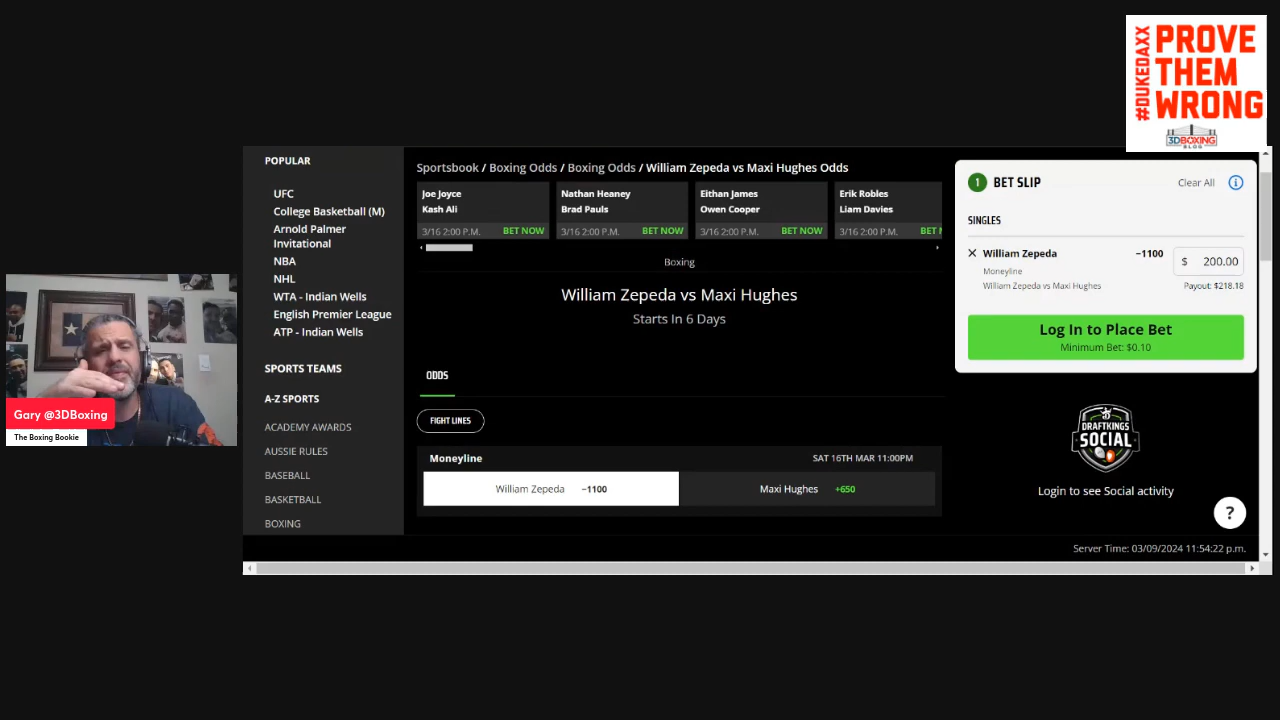 #DUKEDAXX
PROVE
THEM
WRONG
3DBOXING
BLOG
POPULAR
UFC
College Basketball (M)
Arnold Palmer
Invitational
NBA
NHL
WTA - Indian Wells
English Premier League
ATP - Indian Wells
SPORTS TEAMS
A-Z SPORTS
ACADEMY AWARDS
AUSSIE RULES
BASEBALL
BASKETBALL
BOXING
Gary @3DBoxing
The Boxing Bookie
Sportsbook / Boxing Odds / Boxing Odds / William Zepeda vs Maxi Hughes Odds
Joe Joyce
Kash Ali
3/16 2:00 P.M. BET NOW
Nathan Heaney
Brad Pauls
3/16 2:00 P.M. BET NOW
Eithan James
Owen Cooper
3/16 2:00 P.M. BET NOW
Erik Robles
Liam Davies
3/16 2:00 P.M. BET N
Boxing
William Zepeda vs Maxi Hughes
Starts In 6 Days
ODDS
FIGHT LINES
Moneyline SAT 16TH MAR 11:00PM
William Zepeda −1100 Maxi Hughes +650
1 BET SLIP Clear All i
SINGLES
William Zepeda −1100 $ 200.00
Moneyline
William Zepeda vs Maxi Hughes Payout: $218.18
Log In to Place Bet
Minimum Bet: $0.10
DRAFTKINGS
SOCIAL
Login to see Social activity
?
Server Time: 03/09/2024 11:54:22 p.m.